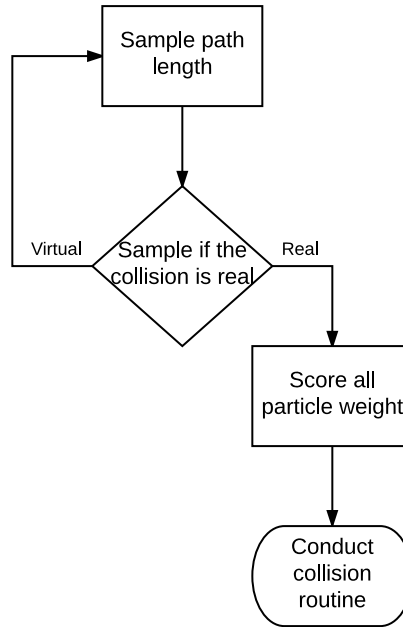 Sample path
length
Sample if the
collision is real
Virtual
Real
Score all
particle weight
Conduct
collision
routine